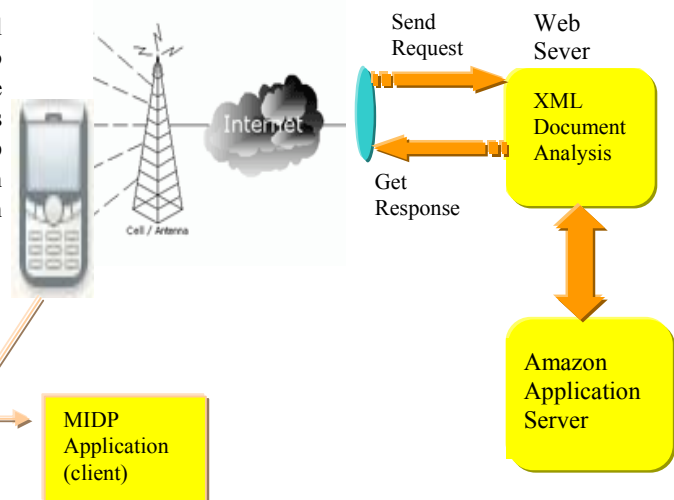 Send
Request
Web
Sever
XML
Document
Analysis
Internet
Get
Response
Cell / Antenna
Amazon
Application
Server
MIDP
Application
(client)